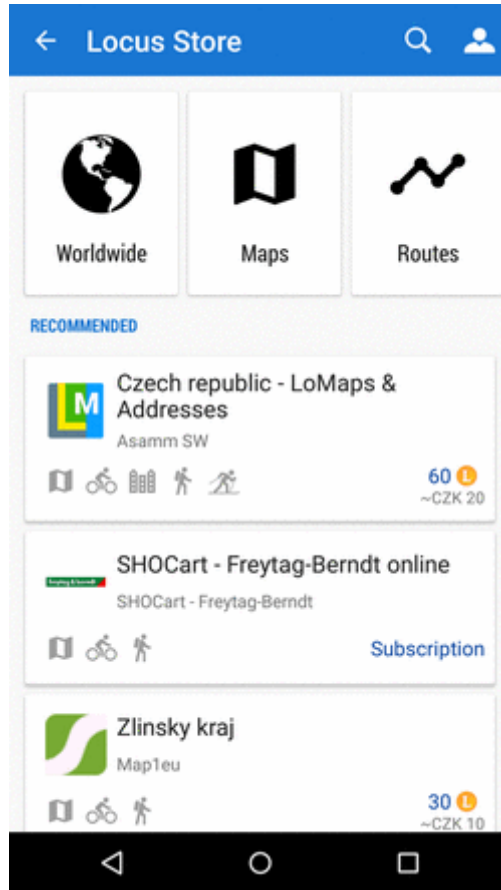 Locus Store
Worldwide
Maps
Routes
RECOMMENDED
Czech republic - LoMaps &
Addresses
Asamm SW
60 L
~CZK 20
SHOCart - Freytag-Berndt online
SHOCart - Freytag-Berndt
Subscription
Zlinsky kraj
Map1eu
30 L
~CZK 10